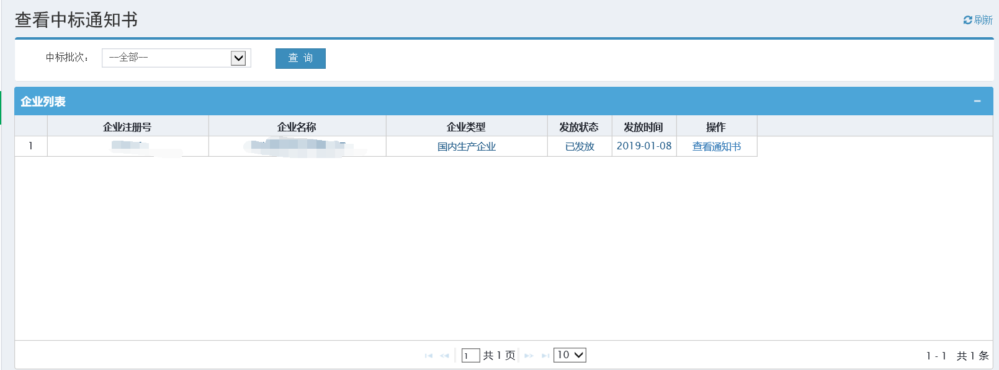 查看中标通知书
刷新
中标批次： --全部-- 查 询
企业列表
企业注册号 企业名称 企业类型 发放状态 发放时间 操作
1 国内生产企业 已发放 2019-01-08 查看通知书
1 共 1 页 10 1 - 1 共 1 条